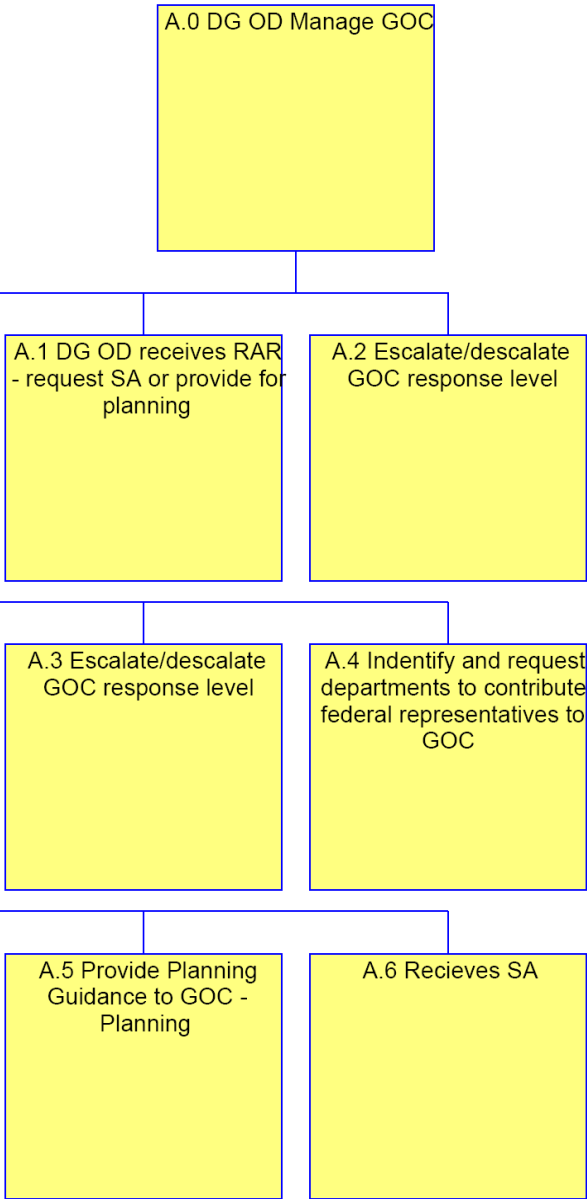 A.0 DG OD Manage GOC
A.1 DG OD receives RAR
- request SA or provide for
planning
A.2 Escalate/descalate
GOC response level
A.3 Escalate/descalate
GOC response level
A.4 Indentify and request
departments to contribute
federal representatives to
GOC
A.5 Provide Planning
Guidance to GOC -
Planning
A.6 Recieves SA